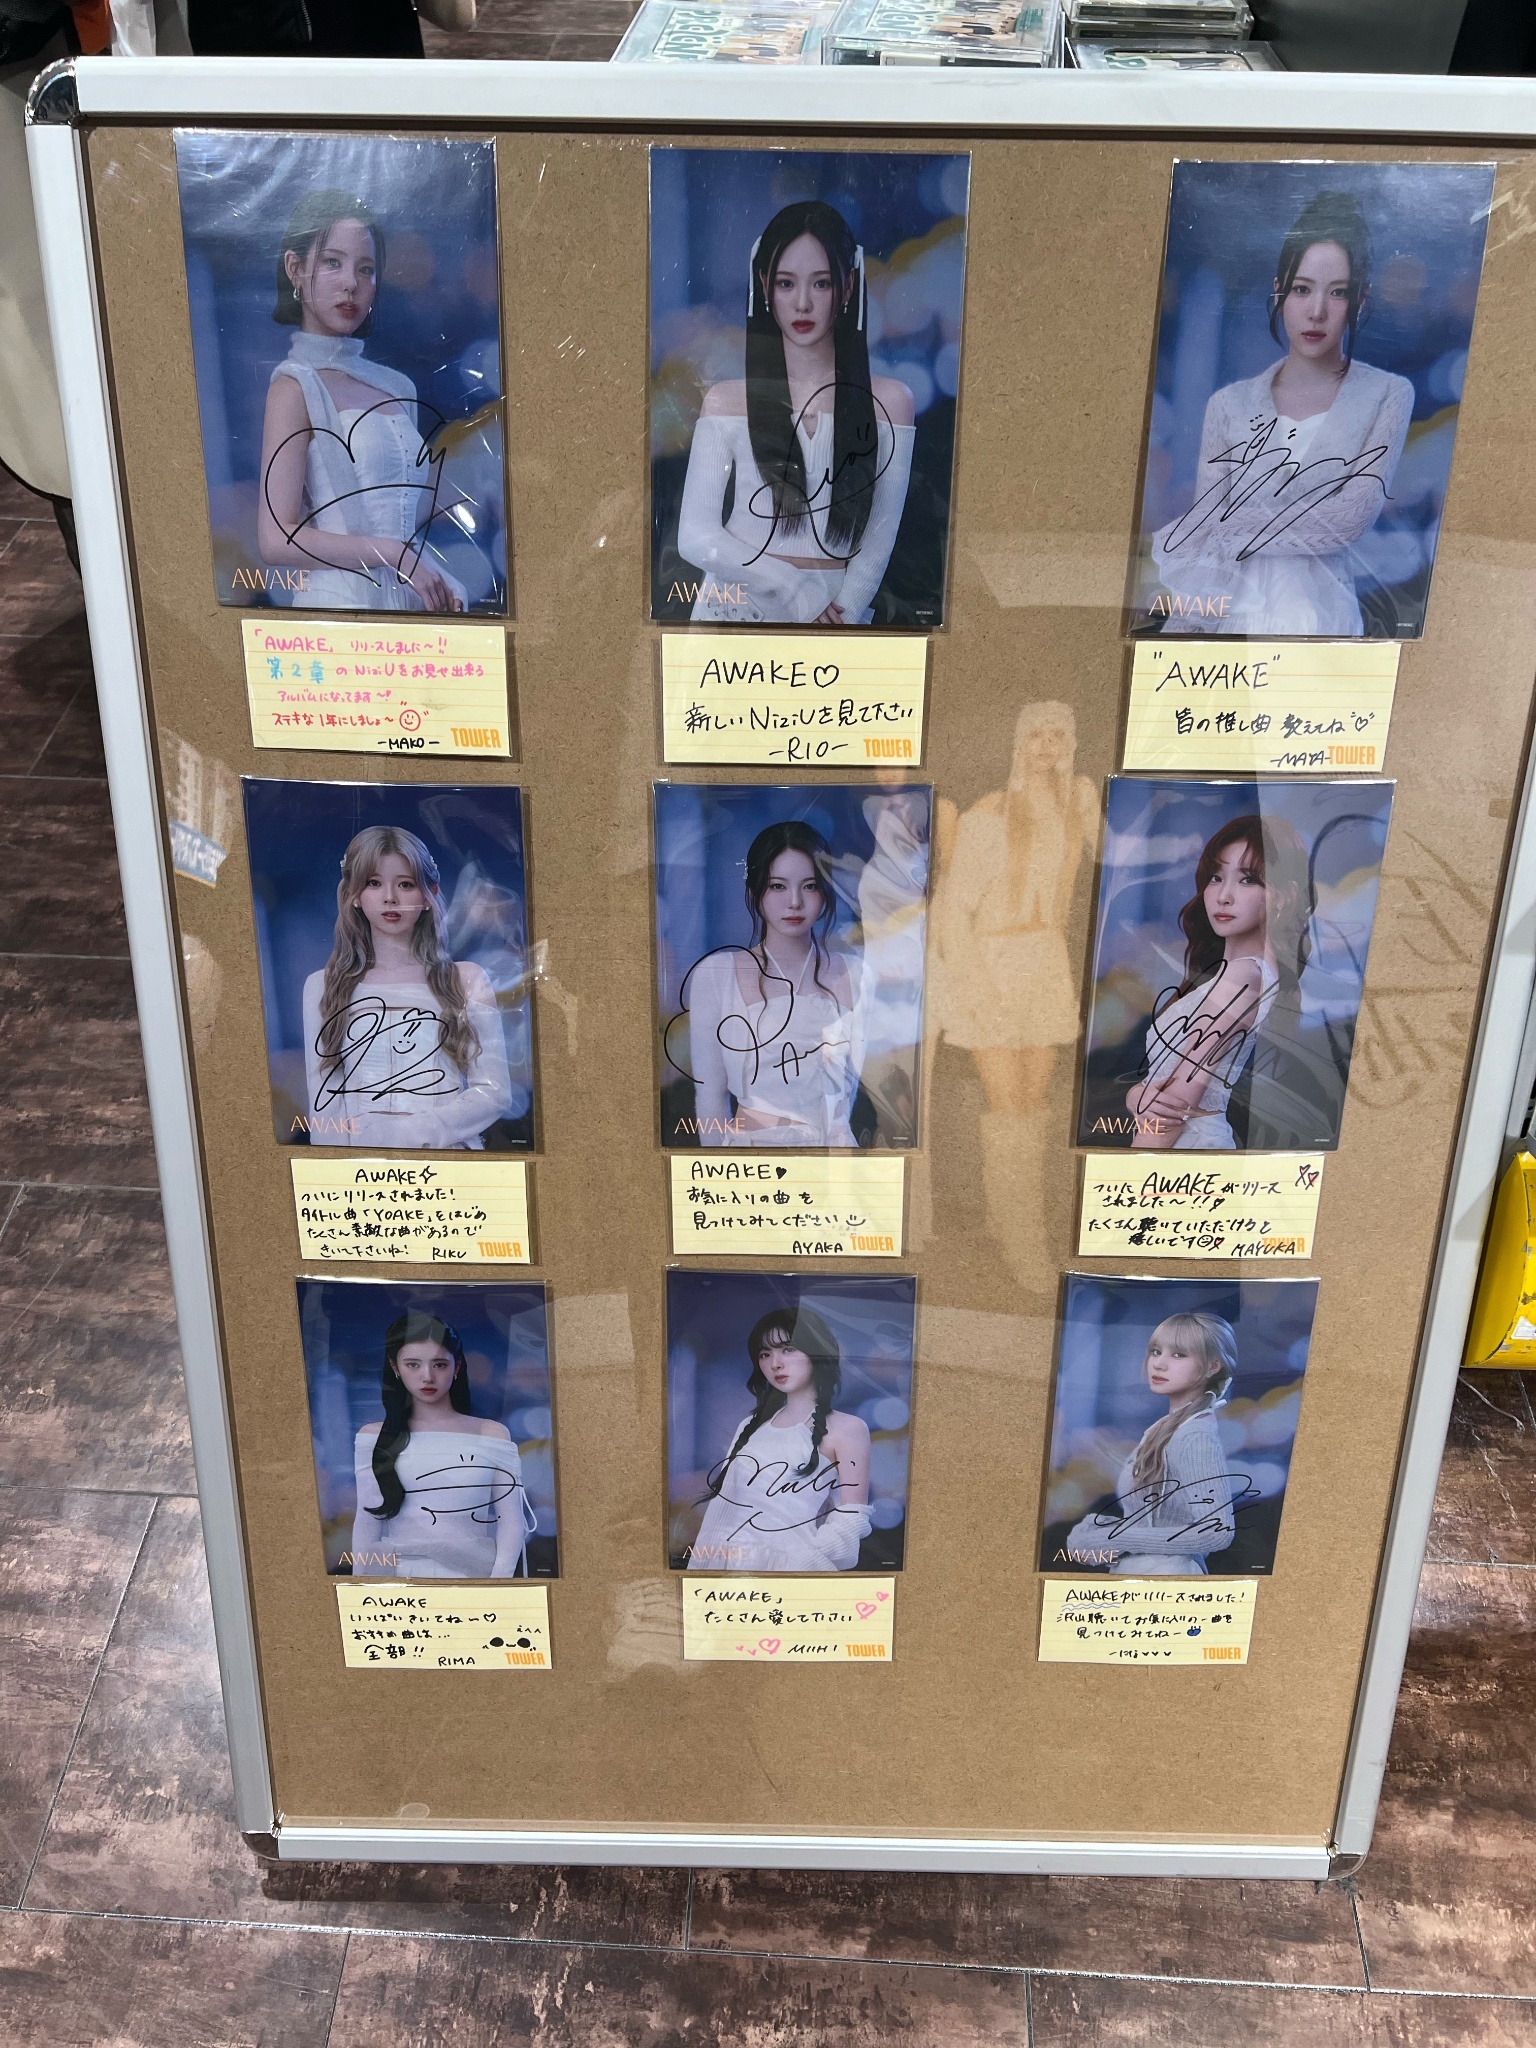 AWAKE
「AWAKE」 リリースしました〜!!
第2章のNiziUをお見せ出来る
アルバムになってます〜!
ステキな1年にしましょ〜
-MAKO-
TOWER
AWAKE
AWAKE♡
新しいNiziUを見て下さい
-RIO-
TOWER
AWAKE
"AWAKE"
皆の推し曲教えてね♡
-MAYA-
TOWER
AWAKE
AWAKE
ついにリリースされました!
タイトル曲「YOAKE」をはじめ
たくさん素敵な曲があるので
きいて下さいね!
RIKU
TOWER
AWAKE
AWAKE♥
お気に入りの曲を
見つけてみてください
AYAKA
TOWER
AWAKE
ついにAWAKEがリリース
されました〜!!
たくさん聴いていただけると
嬉しいです
MAYUKA
TOWER
AWAKE
AWAKE
いっぱいきいてね〜♡
おすすめ曲は...
全部!!
RIMA
TOWER
AWAKE
Miihi
「AWAKE」
たくさん愛して下さい
MIIHI
TOWER
AWAKE
AWAKEがリリースされました!
沢山聴いてお気に入りの一曲を
見つけてみてね〜
TOWER